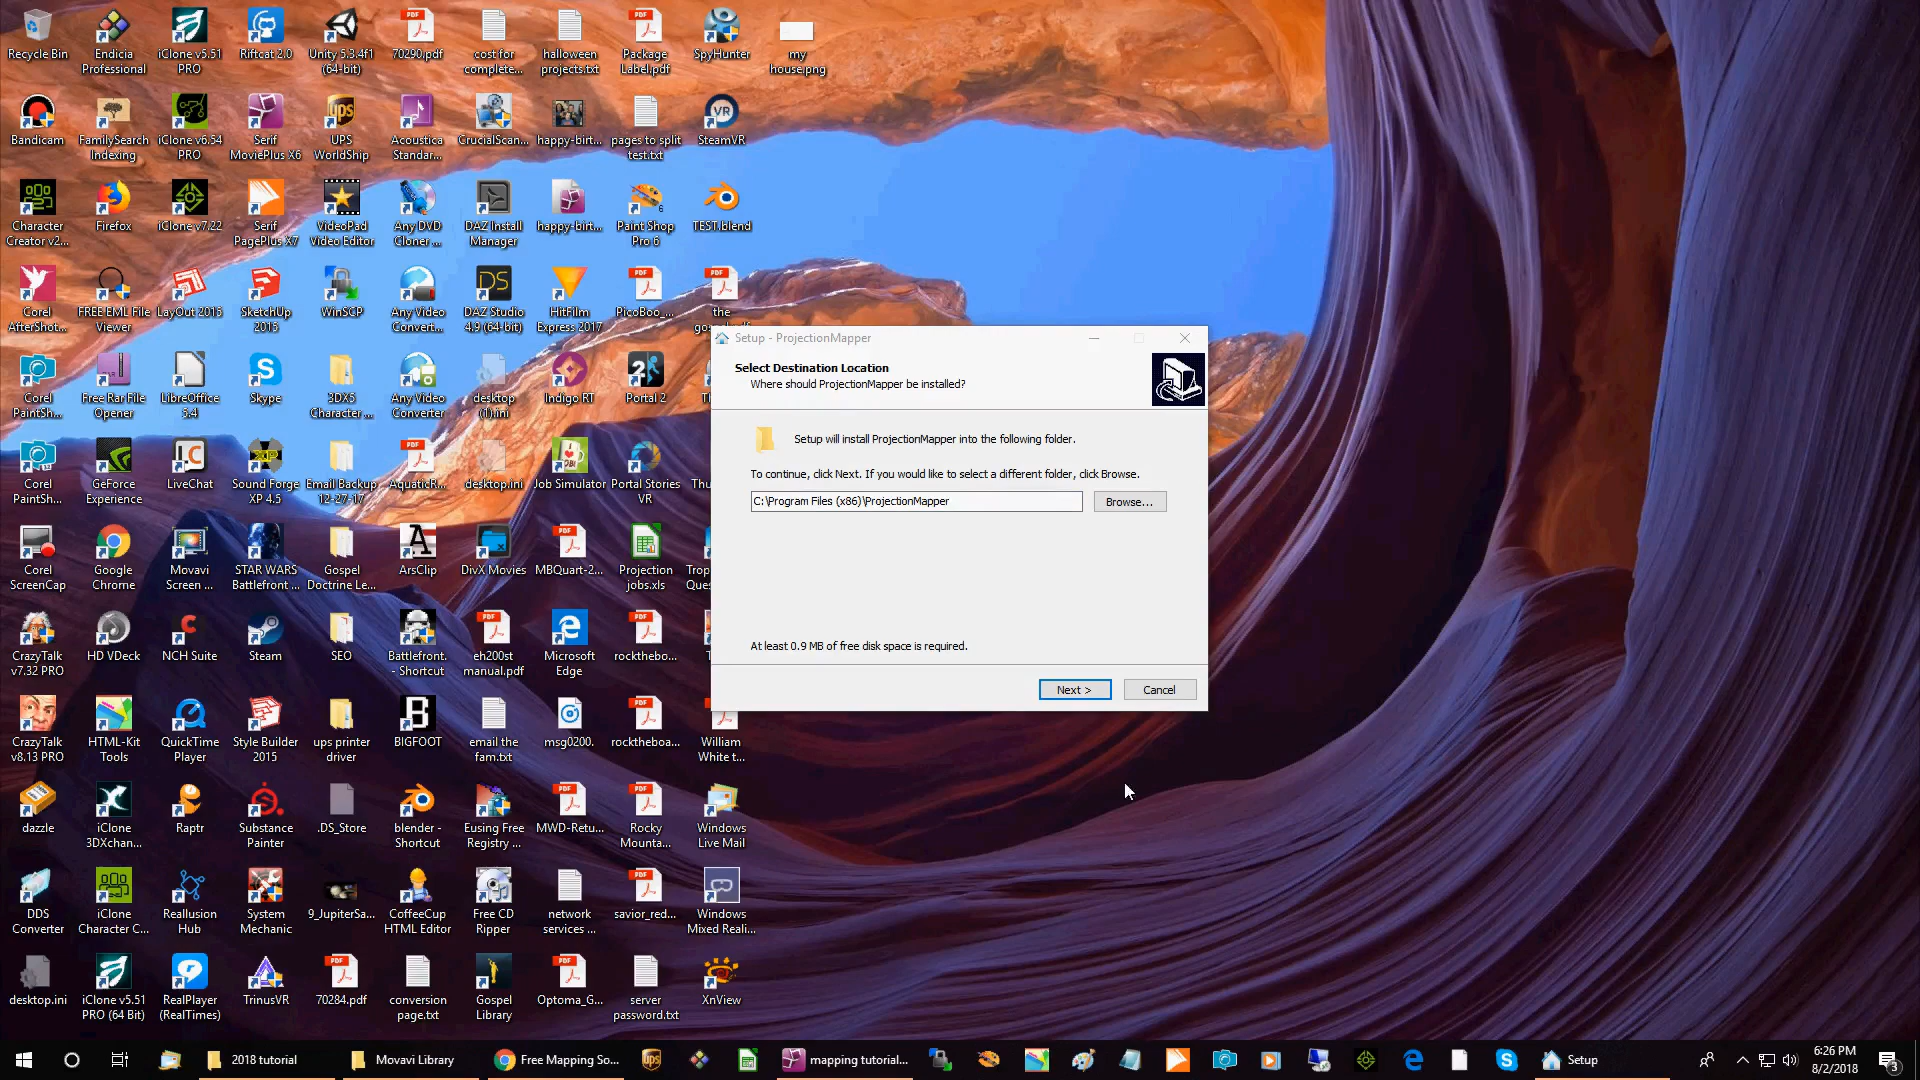 Recycle Bin
Endicia
Professional
iClone v5.51
PRO
Riftcat 2.0
Unity 5.3.4f1
(64-bit)
70290.pdf
cost for
complete...
halloween
projects.txt
Package
Label.pdf
SpyHunter
my
house.png
Bandicam
FamilySearch
Indexing
iClone v6.54
PRO
Serif
MoviePlus X6
UPS
WorldShip
Acoustica
Standar...
CrucialScan...
happy-birt...
pages to split
test.txt
SteamVR
Character
Creator v2...
Firefox
iClone v7.22
Serif
PagePlus X7
VideoPad
Video Editor
Any DVD
Cloner ...
DAZ Install
Manager
happy-birt...
Paint Shop
Pro 6
TEST.blend
Corel
AfterShot...
FREE EML File
Viewer
LayOut 2015
SketchUp
2015
WinSCP
Any Video
Convert...
DAZ Studio
4.9 (64-bit)
HitFilm
Express 2017
PicoBoo_...
the
Setup - ProjectionMapper
Select Destination Location
Where should ProjectionMapper be installed?
Setup will install ProjectionMapper into the following folder.
To continue, click Next. If you would like to select a different folder, click Browse.
C:\Program Files (x86)\ProjectionMapper
Browse...
At least 0.9 MB of free disk space is required.
Next >
Cancel
Corel
PaintSh...
Free Rar File
Opener
LibreOffice
5.4
Skype
3DX5
Character ...
Any Video
Converter
desktop
(1).ini
Indigo RT
Portal 2
Corel
PaintSh...
GeForce
Experience
LiveChat
Sound Forge
XP 4.5
Email Backup
12-27-17
AquaticR...
desktop.ini
Job Simulator
Portal Stories
VR
Corel
ScreenCap
Google
Chrome
Movavi
Screen ...
STAR WARS
Battlefront ...
Gospel
Doctrine Le...
ArsClip
DivX Movies
MBQuart-2...
Projection
jobs.xls
CrazyTalk
v7.32 PRO
HD VDeck
NCH Suite
Steam
SEO
Battlefront.
- Shortcut
eh200st
manual.pdf
Microsoft
Edge
rocktheboa...
CrazyTalk
v8.13 PRO
HTML-Kit
Tools
QuickTime
Player
Style Builder
2015
ups printer
driver
BIGFOOT
email the
fam.txt
msg0200.
rocktheboa...
William
White t...
dazzle
iClone
3DXchan...
Raptr
Substance
Painter
.DS_Store
blender -
Shortcut
Eusing Free
Registry ...
MWD-Retu...
Rocky
Mounta...
Windows
Live Mail
DDS
Converter
iClone
Character C...
Reallusion
Hub
System
Mechanic
9_JupiterSa...
CoffeeCup
HTML Editor
Free CD
Ripper
network
services ...
savior_red...
Windows
Mixed Reali...
desktop.ini
iClone v5.51
PRO (64 Bit)
RealPlayer
(RealTimes)
TrinusVR
70284.pdf
conversion
page.txt
Gospel
Library
Optoma_G...
server
password.txt
XnView
2018 tutorial
Movavi Library
Free Mapping So...
mapping tutorial...
Setup
6:26 PM
8/2/2018
3